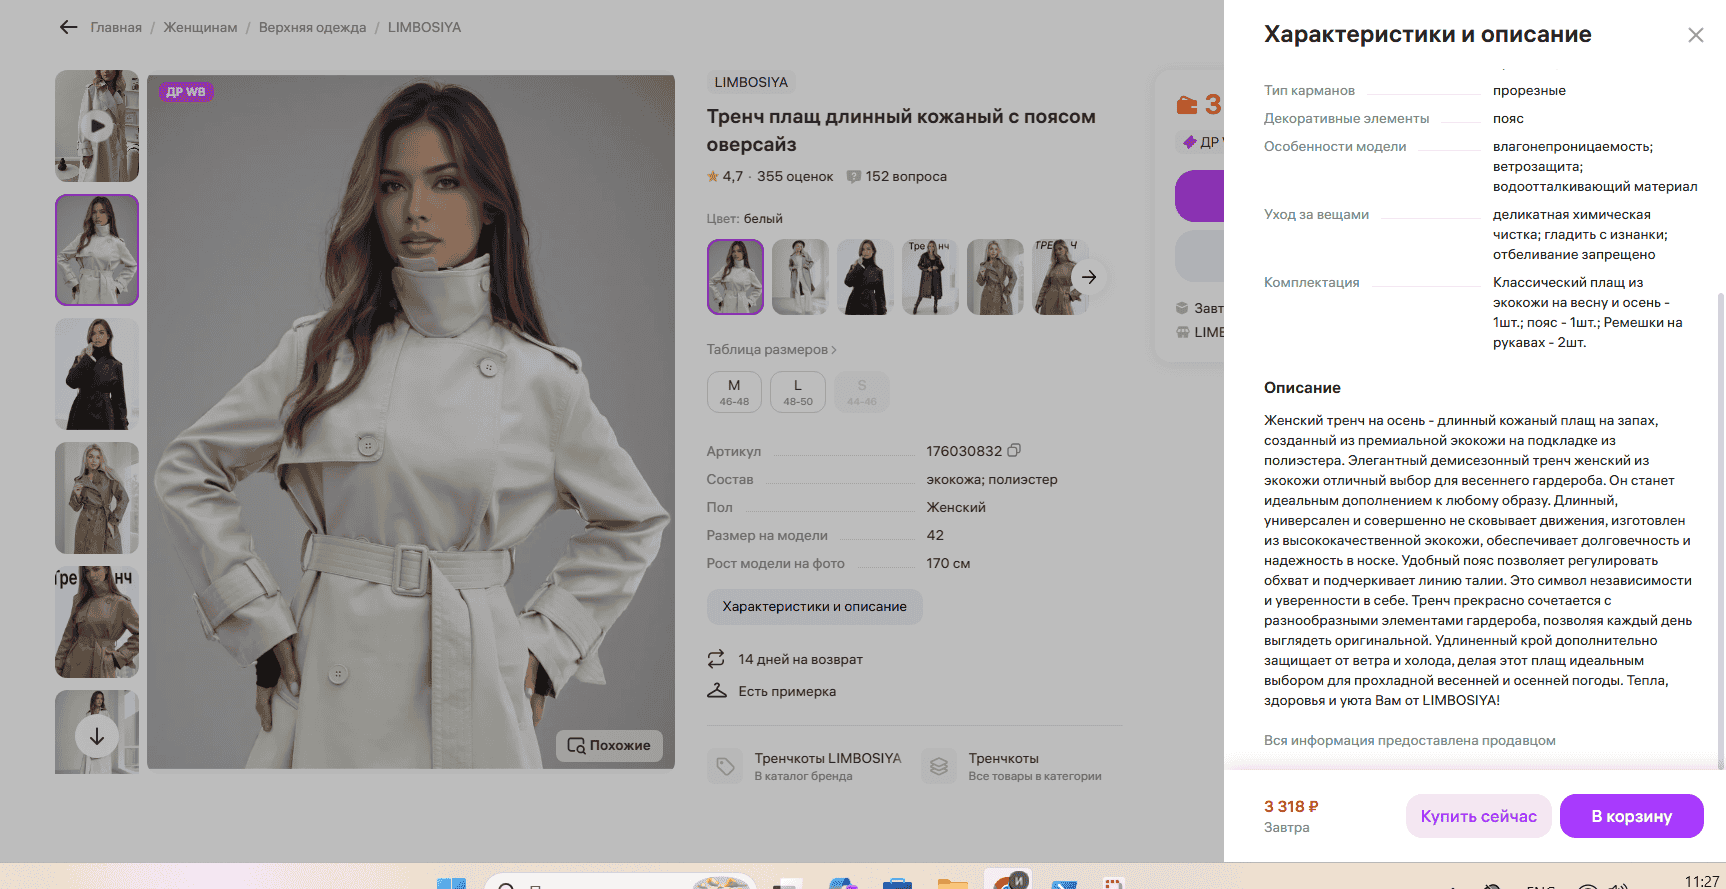 Главная / Женщинам / Верхняя одежда / LIMBOSIYA
ДР WB
Похожие
LIMBOSIYA
Тренч плащ длинный кожаный с поясом
оверсайз
4,7 · 355 оценок 152 вопроса
Цвет: белый
Таблица размеров
M
46-48
L
48-50
S
44-46
Артикул 176030832
Состав экокожа; полиэстер
Пол Женский
Размер на модели 42
Рост модели на фото 170 см
Характеристики и описание
14 дней на возврат
Есть примерка
Тренчкоты LIMBOSIYA
В каталог бренда
Тренчкоты
Все товары в категории
3
ДР
Завт
LIMB
Характеристики и описание
Тип карманов прорезные
Декоративные элементы пояс
Особенности модели влагонепроницаемость;
ветрозащита;
водоотталкивающий материал
Уход за вещами деликатная химическая
чистка; гладить с изнанки;
отбеливание запрещено
Комплектация Классический плащ из
экокожи на весну и осень -
1шт.; пояс - 1шт.; Ремешки на
рукавах - 2шт.
Описание
Женский тренч на осень - длинный кожаный плащ на запах,
созданный из премиальной экокожи на подкладке из
полиэстера. Элегантный демисезонный тренч женский из
экокожи отличный выбор для весеннего гардероба. Он станет
идеальным дополнением к любому образу. Длинный,
универсален и совершенно не сковывает движения, изготовлен
из высококачественной экокожи, обеспечивает долговечность и
надежность в носке. Удобный пояс позволяет регулировать
обхват и подчеркивает линию талии. Это символ независимости
и уверенности в себе. Тренч прекрасно сочетается с
разнообразными элементами гардероба, позволяя каждый день
выглядеть оригинальной. Удлиненный крой дополнительно
защищает от ветра и холода, делая этот плащ идеальным
выбором для прохладной весенней и осенней погоды. Тепла,
здоровья и уюта Вам от LIMBOSIYA!
Вся информация предоставлена продавцом
3 318 ₽
Завтра
Купить сейчас
В корзину
11:27